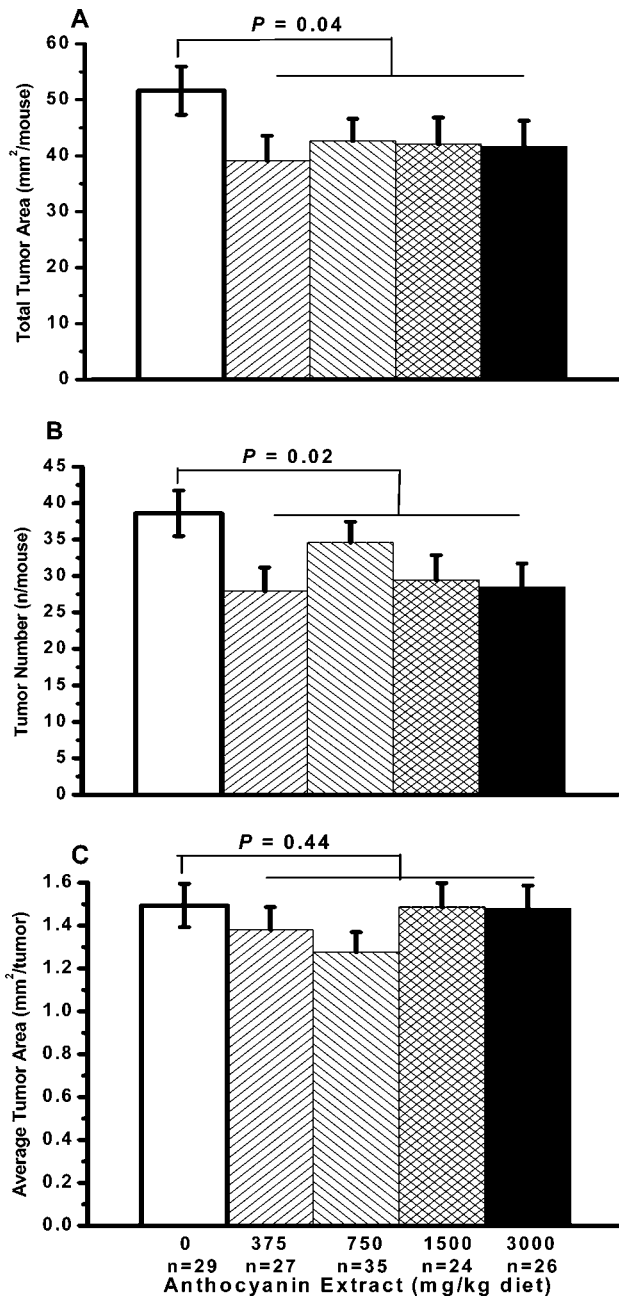 A
P = 0.04
60
50
40
30
20
10
0
Total Tumor Area (mm²/mouse)
B
P = 0.02
45
40
35
30
25
20
15
10
5
0
Tumor Number (n/mouse)
C
P = 0.44
1.6
1.4
1.2
1.0
0.8
0.6
0.4
0.2
0.0
Average Tumor Area (mm²/tumor)
0 375 750 1500 3000
n=29 n=27 n=35 n=24 n=26
Anthocyanin Extract (mg/kg diet)